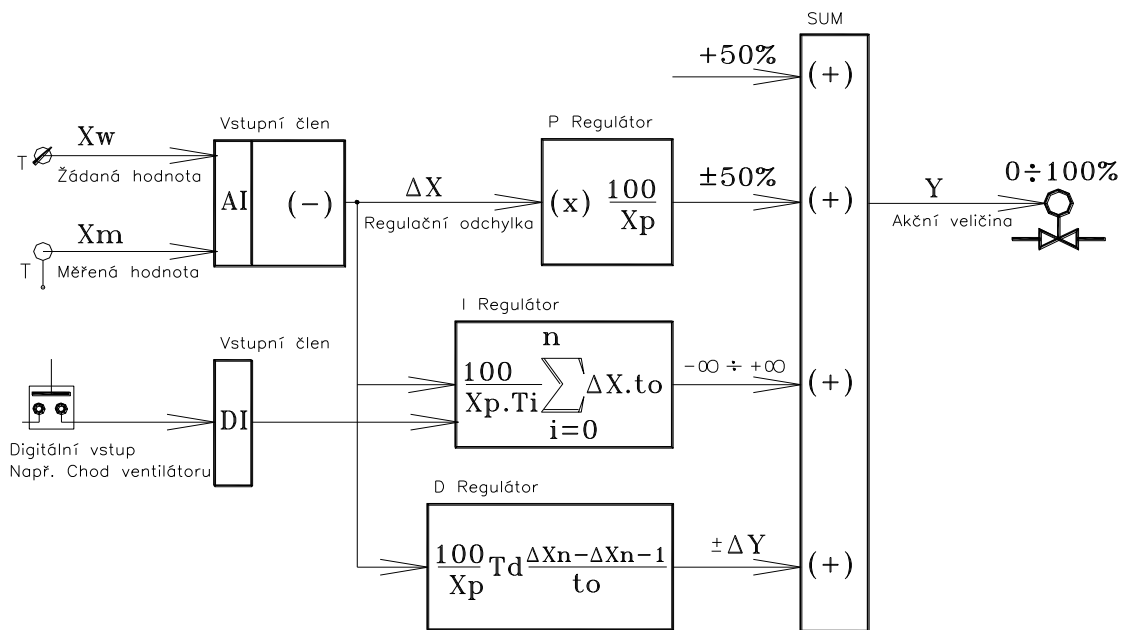 SUM
+50%
(+)
Vstupní člen
P Regulátor
Xw
T
Žádaná hodnota
AI
(-)
ΔX
Regulační odchylka
(x) 100
Xp
±50%
(+)
Y
Akční veličina
0÷100%
Xm
T
Měřená hodnota
I Regulátor
Vstupní člen
n
100
Xp.Ti
∑ ΔX.to
i=0
-∞ ÷ +∞
(+)
DI
Digitální vstup
Např. Chod ventilátoru
D Regulátor
100
Xp
Td
ΔXn-ΔXn-1
to
±ΔY
(+)